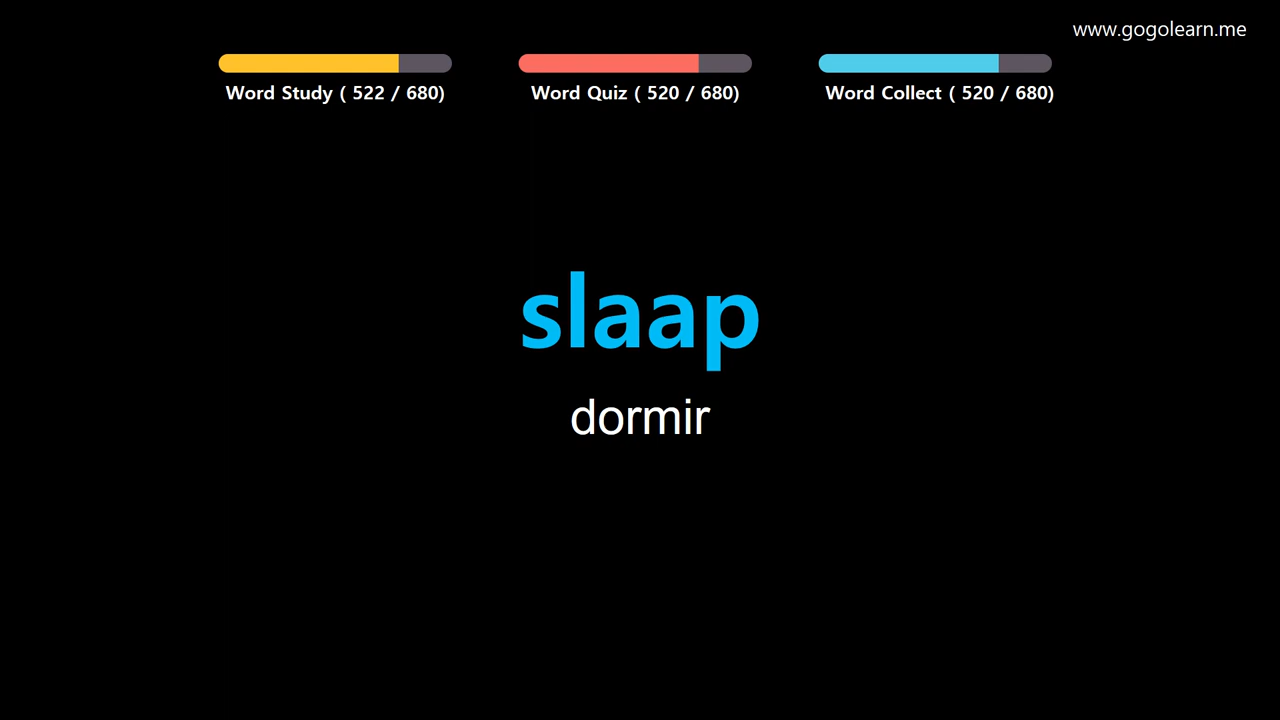 www.gogolearn.me
Word Study ( 522 / 680)
Word Quiz ( 520 / 680)
Word Collect ( 520 / 680)
slaap
dormir